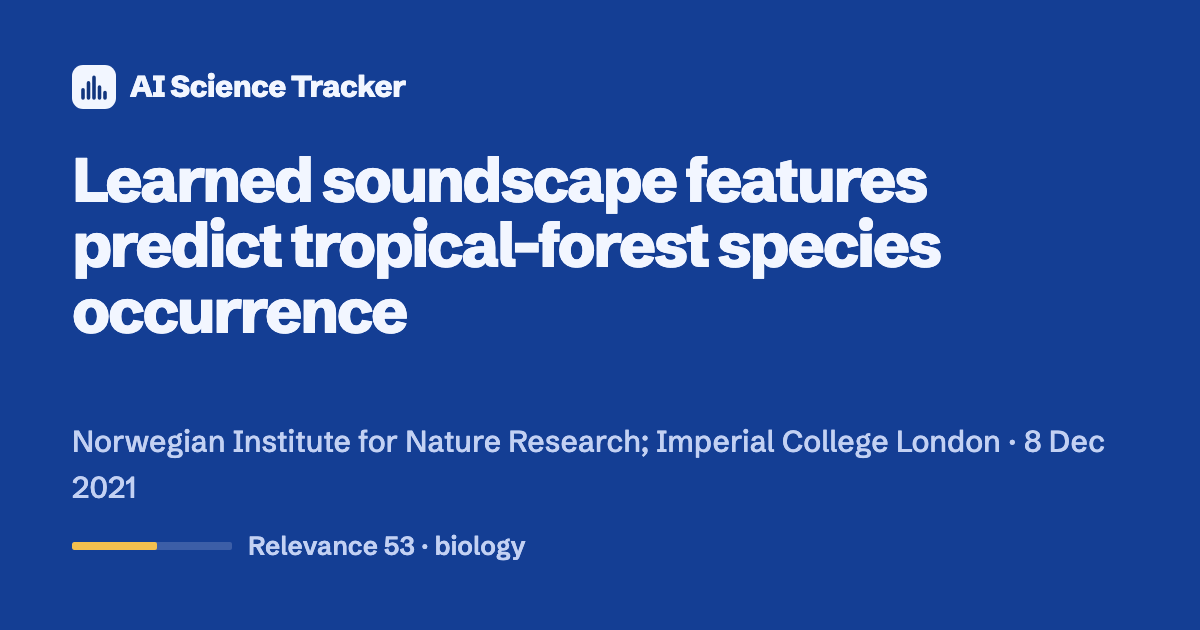 AI Science Tracker
Learned soundscape features
predict tropical-forest species
occurrence
Norwegian Institute for Nature Research; Imperial College London · 8 Dec
2021
Relevance 53 · biology